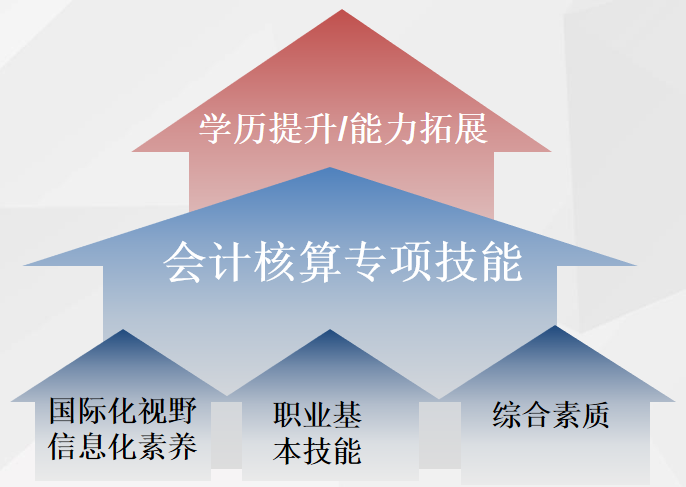 学历提升/能力拓展
会计核算专项技能
国际化视野
信息化素养
职业基
本技能
综合素质